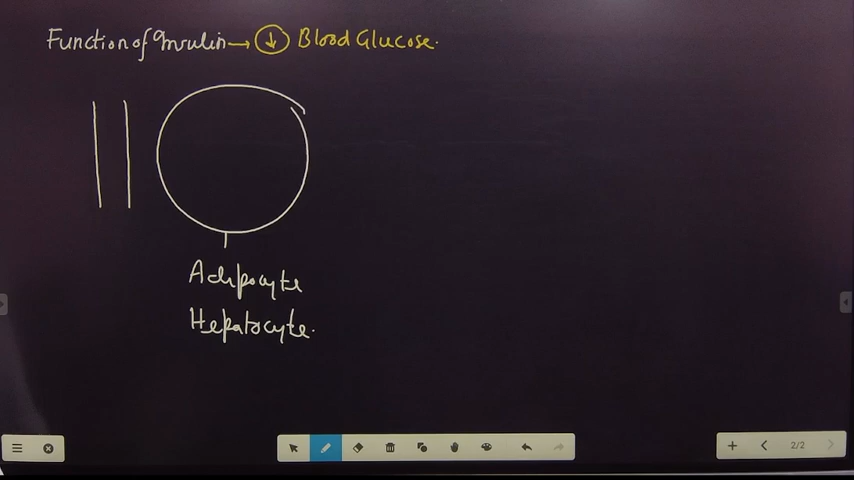 Function of Insulin → ↓ Blood Glucose.
Adipocyte
Hepatocyte.
2/2